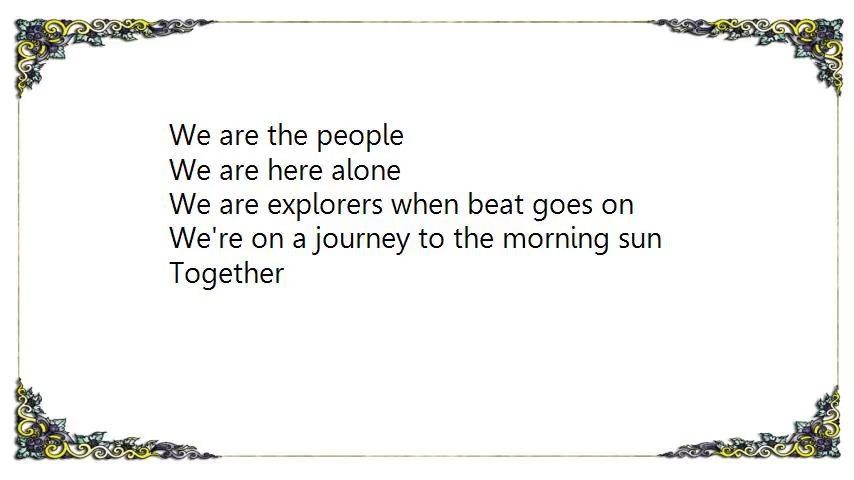 We are the people
We are here alone
We are explorers when beat goes on
We're on a journey to the morning sun
Together